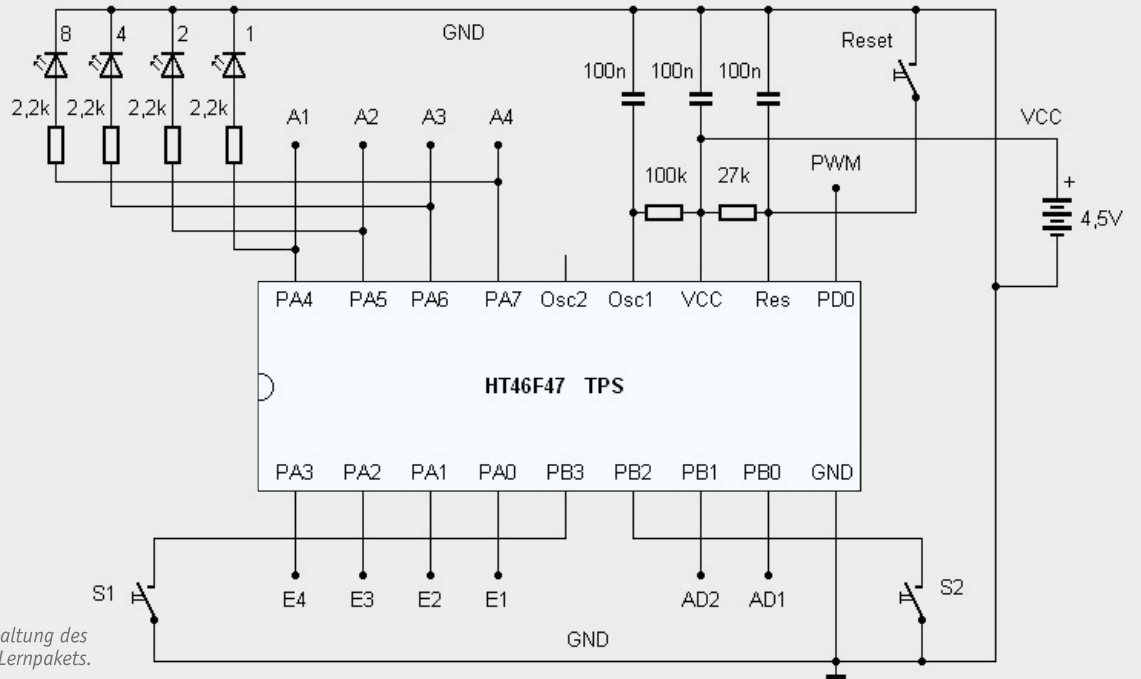 8 4 2 1
GND
Reset
100n 100n 100n
2,2k 2,2k 2,2k 2,2k
A1 A2 A3 A4
VCC
PWM
100k 27k
+
4,5V
PA4 PA5 PA6 PA7 Osc2 Osc1 VCC Res PD0
HT46F47 TPS
PA3 PA2 PA1 PA0 PB3 PB2 PB1 PB0 GND
S1
S2
E4 E3 E2 E1 AD2 AD1
GND
altung des
Lernpakets.